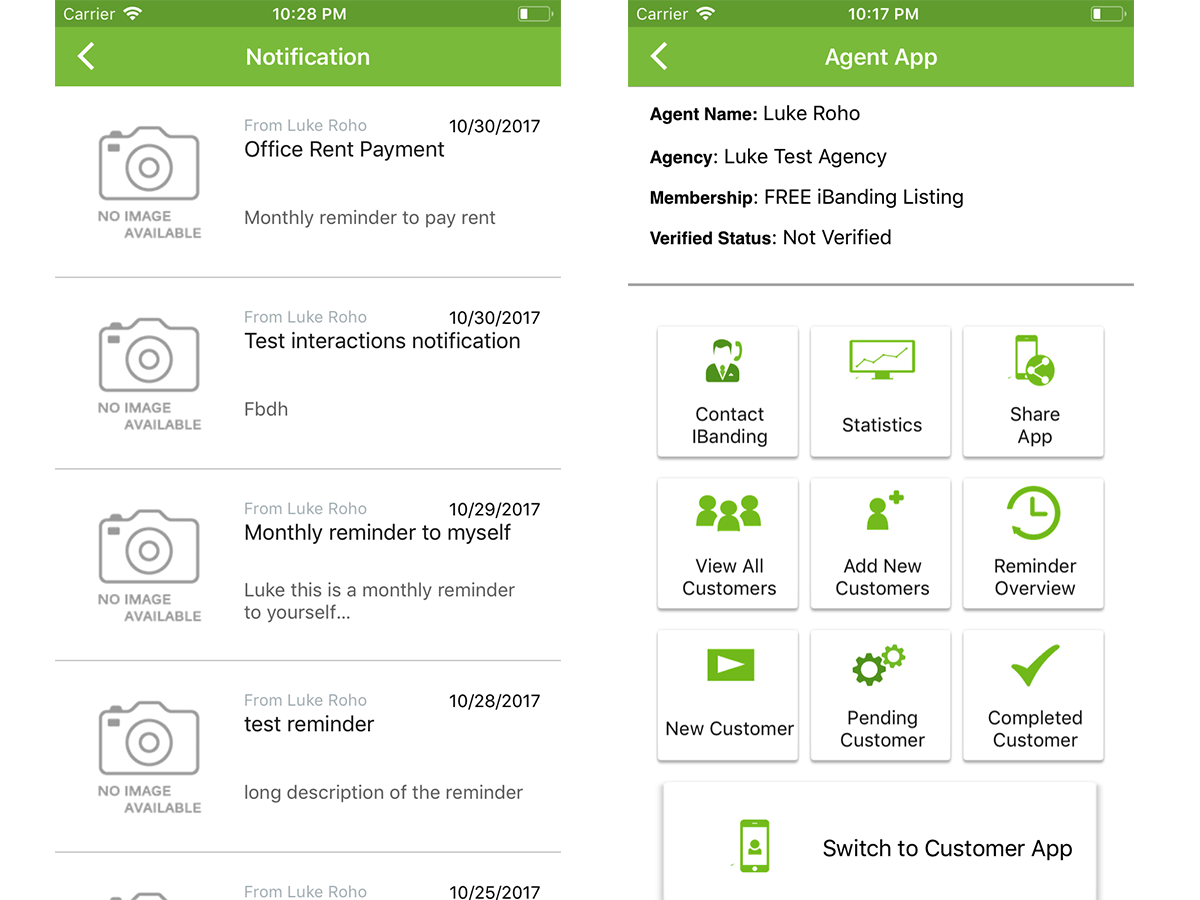 Carrier 10:28 PM
Notification
From Luke Roho 10/30/2017
Office Rent Payment
NO IMAGE
AVAILABLE
Monthly reminder to pay rent
From Luke Roho 10/30/2017
Test interactions notification
NO IMAGE
AVAILABLE
Fbdh
From Luke Roho 10/29/2017
Monthly reminder to myself
NO IMAGE
AVAILABLE
Luke this is a monthly reminder
to yourself...
From Luke Roho 10/28/2017
test reminder
NO IMAGE
AVAILABLE
long description of the reminder
From Luke Roho 10/25/2017
Carrier 10:17 PM
Agent App
Agent Name: Luke Roho
Agency: Luke Test Agency
Membership: FREE iBanding Listing
Verified Status: Not Verified
Contact
IBanding
Statistics
Share
App
View All
Customers
Add New
Customers
Reminder
Overview
New Customer
Pending
Customer
Completed
Customer
Switch to Customer App